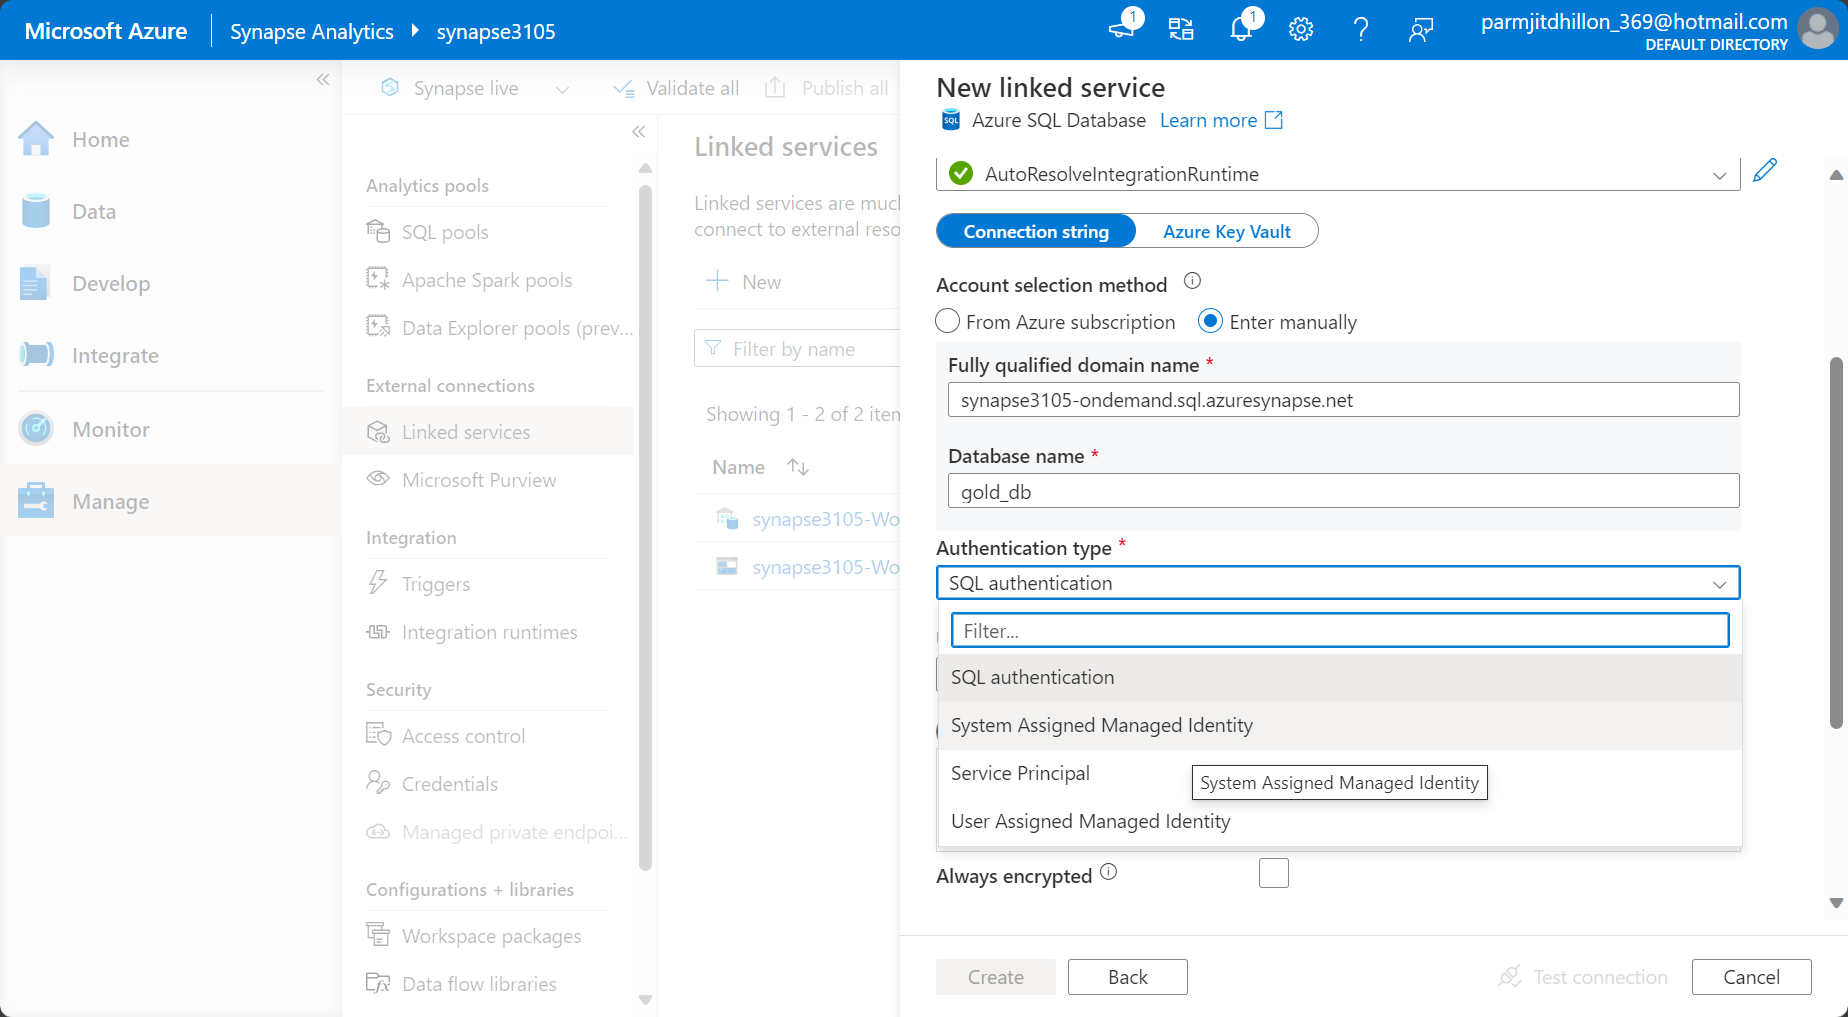 Microsoft Azure
Synapse Analytics
synapse3105
1
1
parmjitdhillon_369@hotmail.com
DEFAULT DIRECTORY
Home
Data
Develop
Integrate
Monitor
Manage
Synapse live
Validate all
Publish all
Analytics pools
SQL pools
Apache Spark pools
Data Explorer pools (prev...
External connections
Linked services
Microsoft Purview
Integration
Triggers
Integration runtimes
Security
Access control
Credentials
Managed private endpoi...
Configurations + libraries
Workspace packages
Data flow libraries
Linked services
Linked services are much
connect to external reso
New
Filter by name
Showing 1 - 2 of 2 item
Name
synapse3105-Wo
synapse3105-Wo
New linked service
SQL
Azure SQL Database Learn more
AutoResolveIntegrationRuntime
Connection string
Azure Key Vault
Account selection method
From Azure subscription
Enter manually
Fully qualified domain name *
synapse3105-ondemand.sql.azuresynapse.net
Database name *
gold_db
Authentication type *
SQL authentication
Filter...
SQL authentication
System Assigned Managed Identity
Service Principal
System Assigned Managed Identity
User Assigned Managed Identity
Always encrypted
Create
Back
Test connection
Cancel